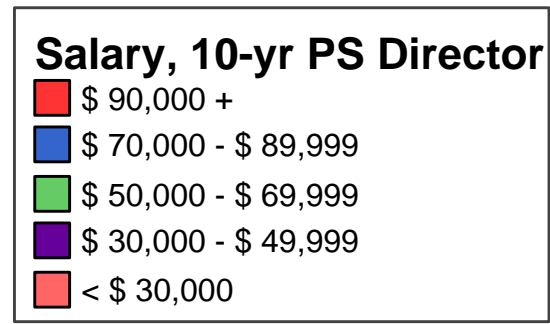 Salary, 10-yr PS Director
$ 90,000 +
$ 70,000 - $ 89,999
$ 50,000 - $ 69,999
$ 30,000 - $ 49,999
< $ 30,000